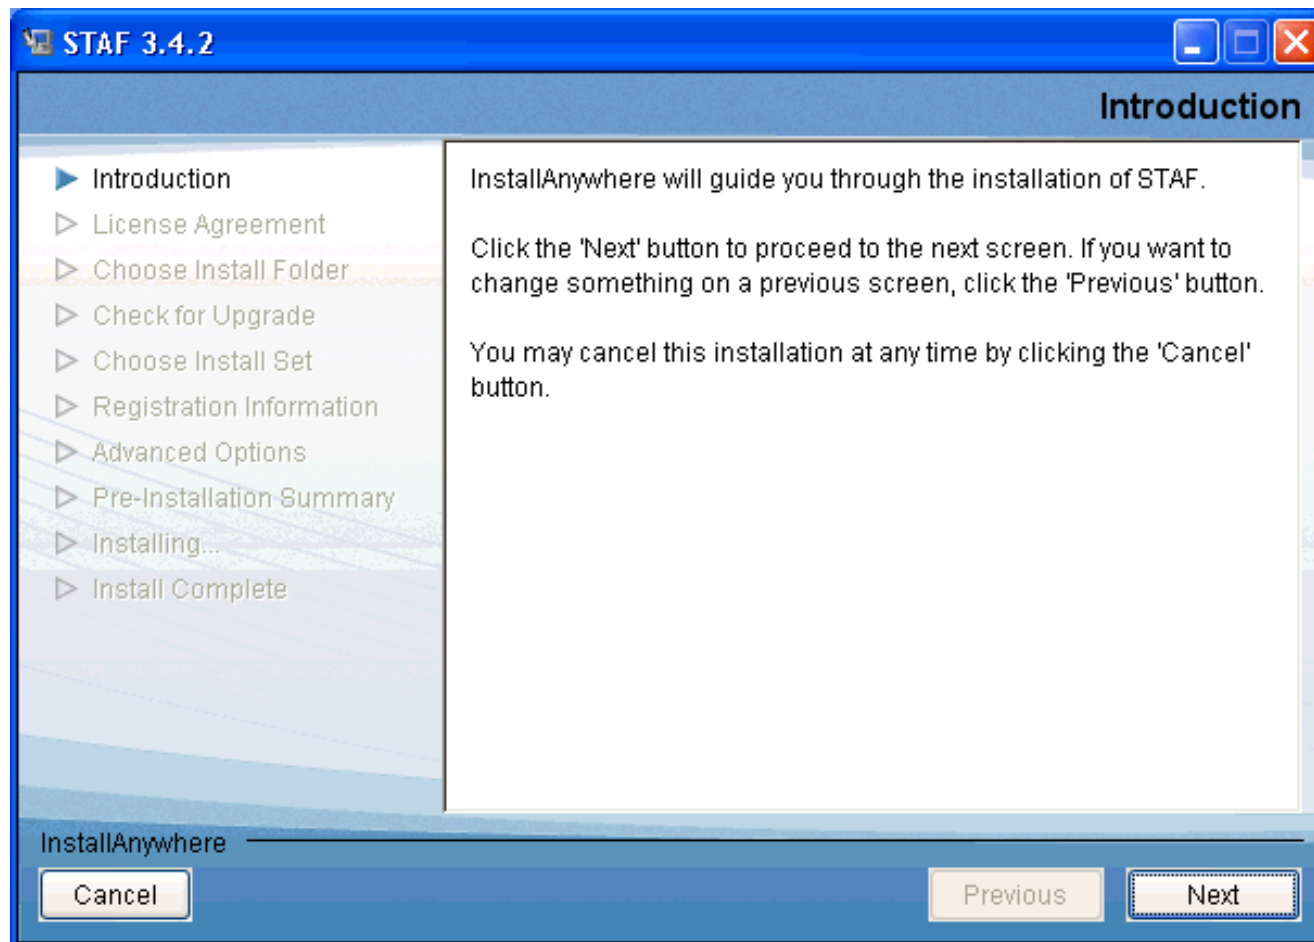 STAF 3.4.2
Introduction
Introduction
License Agreement
Choose Install Folder
Check for Upgrade
Choose Install Set
Registration Information
Advanced Options
Pre-Installation Summary
Installing...
Install Complete
InstallAnywhere will guide you through the installation of STAF.
Click the 'Next' button to proceed to the next screen. If you want to
change something on a previous screen, click the 'Previous' button.
You may cancel this installation at any time by clicking the 'Cancel'
button.
InstallAnywhere
Cancel
Previous
Next